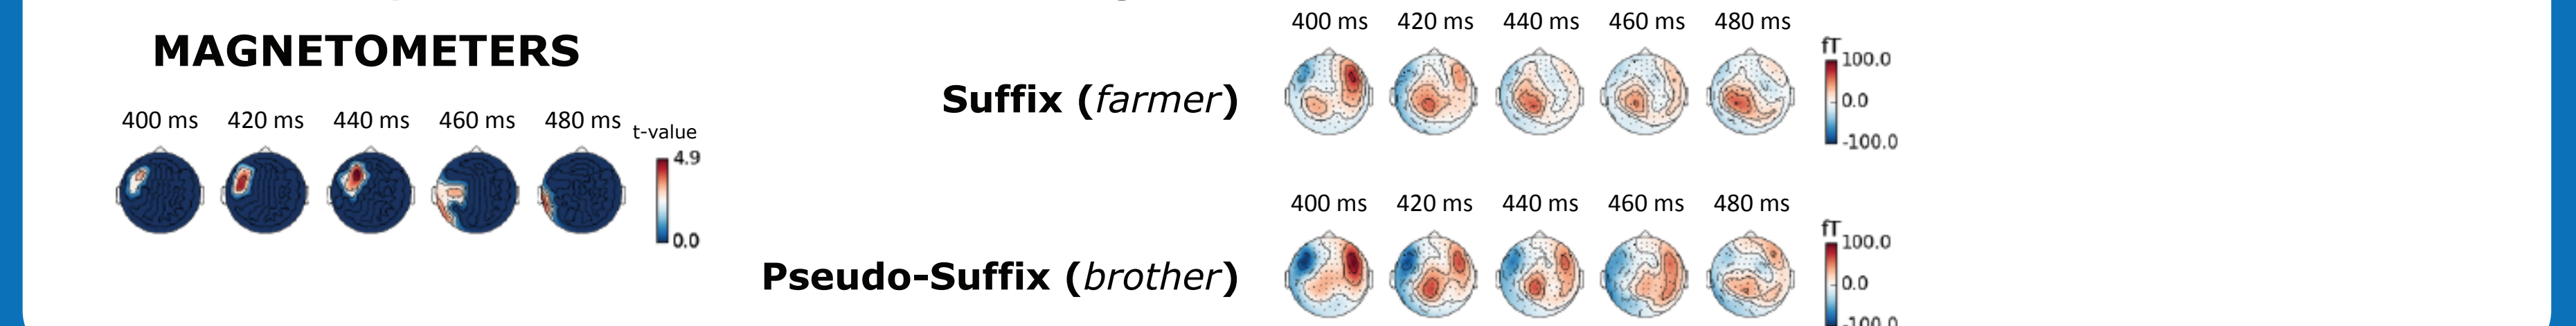 MAGNETOMETERS
400 ms 420 ms 440 ms 460 ms 480 ms t-value
4.9
0.0
400 ms 420 ms 440 ms 460 ms 480 ms
fT
100.0
Suffix (farmer)
0.0
-100.0
400 ms 420 ms 440 ms 460 ms 480 ms
fT
100.0
Pseudo-Suffix (brother)
0.0
-100.0